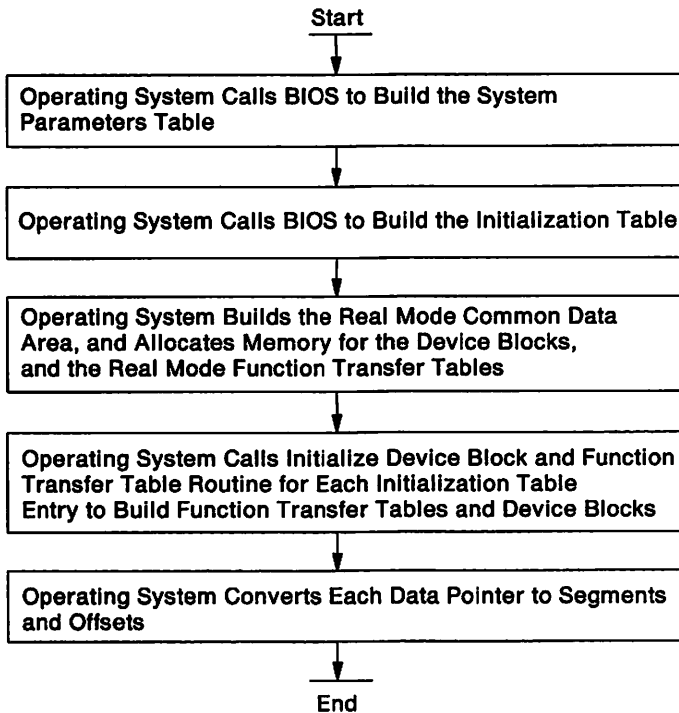 Start
Operating System Calls BIOS to Build the System
Parameters Table
Operating System Calls BIOS to Build the Initialization Table
Operating System Builds the Real Mode Common Data
Area, and Allocates Memory for the Device Blocks,
and the Real Mode Function Transfer Tables
Operating System Calls Initialize Device Block and Function
Transfer Table Routine for Each Initialization Table
Entry to Build Function Transfer Tables and Device Blocks
Operating System Converts Each Data Pointer to Segments
and Offsets
End